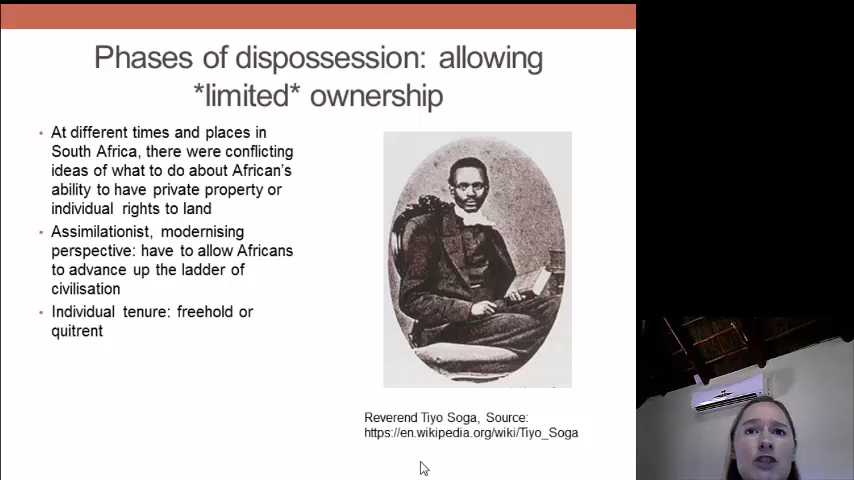 Phases of dispossession: allowing
*limited* ownership
• At different times and places in
South Africa, there were conflicting
ideas of what to do about African's
ability to have private property or
individual rights to land
• Assimilationist, modernising
perspective: have to allow Africans
to advance up the ladder of
civilisation
• Individual tenure: freehold or
quitrent
Reverend Tiyo Soga, Source:
https://en.wikipedia.org/wiki/Tiyo_Soga